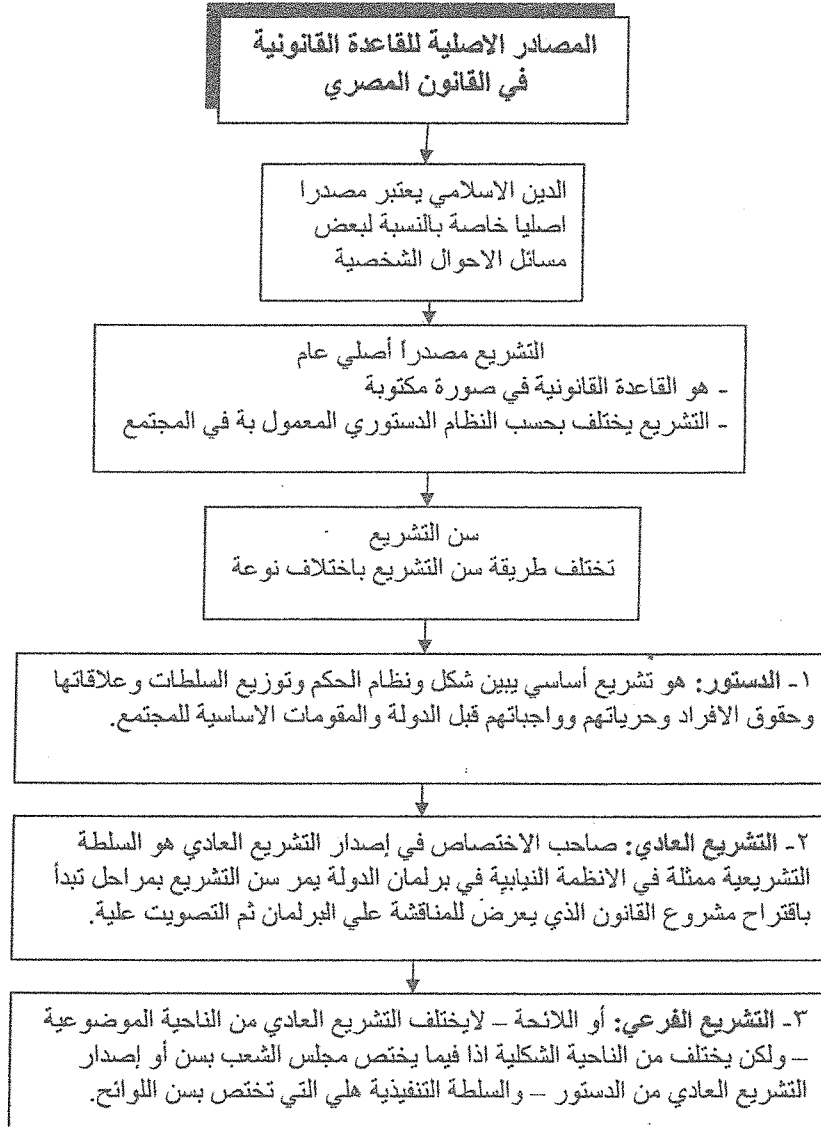 المصادر الاصلية للقاعدة القانونية
في القانون المصري
الدين الاسلامي يعتبر مصدرا
اصليا خاصة بالنسبة لبعض
مسائل الاحوال الشخصية
التشريع مصدراً أصلي عام
- هو القاعدة القانونية في صورة مكتوبة
- التشريع يختلف بحسب النظام الدستوري المعمول بة في المجتمع
سن التشريع
تختلف طريقة سن التشريع باختلاف نوعة
١- الدستور: هو تشريع أساسي يبين شكل ونظام الحكم وتوزيع السلطات وعلاقاتها
وحقوق الافراد وحرياتهم وواجباتهم قبل الدولة والمقومات الاساسية للمجتمع.
٢- التشريع العادي: صاحب الاختصاص في إصدار التشريع العادي هو السلطة
التشريعية ممثلة في الانظمة النيابية في برلمان الدولة يمر سن التشريع بمراحل تبدأ
باقتراح مشروع القانون الذي يعرض للمناقشة علي البرلمان ثم التصويت علية.
٣- التشريع الفرعي: أو اللائحة – لايختلف التشريع العادي من الناحية الموضوعية
– ولكن يختلف من الناحية الشكلية اذا فيما يختص مجلس الشعب بسن أو إصدار
التشريع العادي من الدستور – والسلطة التنفيذية هلي التي تختص بسن اللوائح.